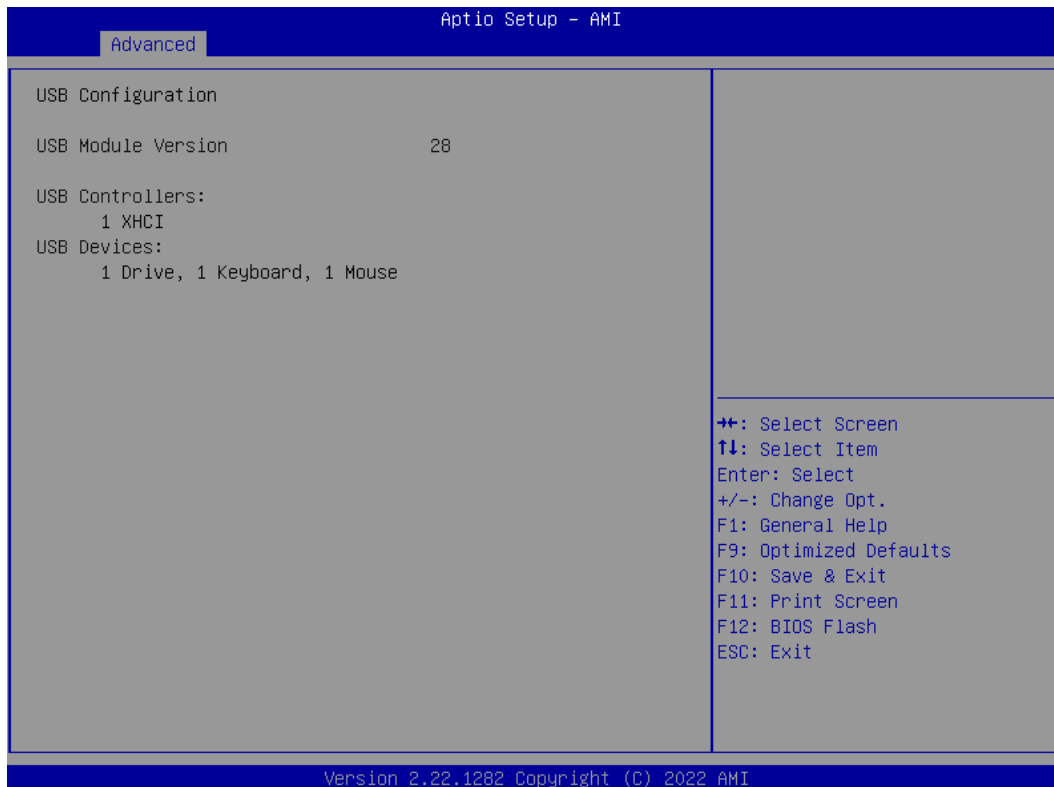 Aptio Setup – AMI
Advanced
USB Configuration
USB Module Version 28
USB Controllers:
1 XHCI
USB Devices:
1 Drive, 1 Keyboard, 1 Mouse
→←: Select Screen
↑↓: Select Item
Enter: Select
+/-: Change Opt.
F1: General Help
F9: Optimized Defaults
F10: Save & Exit
F11: Print Screen
F12: BIOS Flash
ESC: Exit
Version 2.22.1282 Copyright (C) 2022 AMI